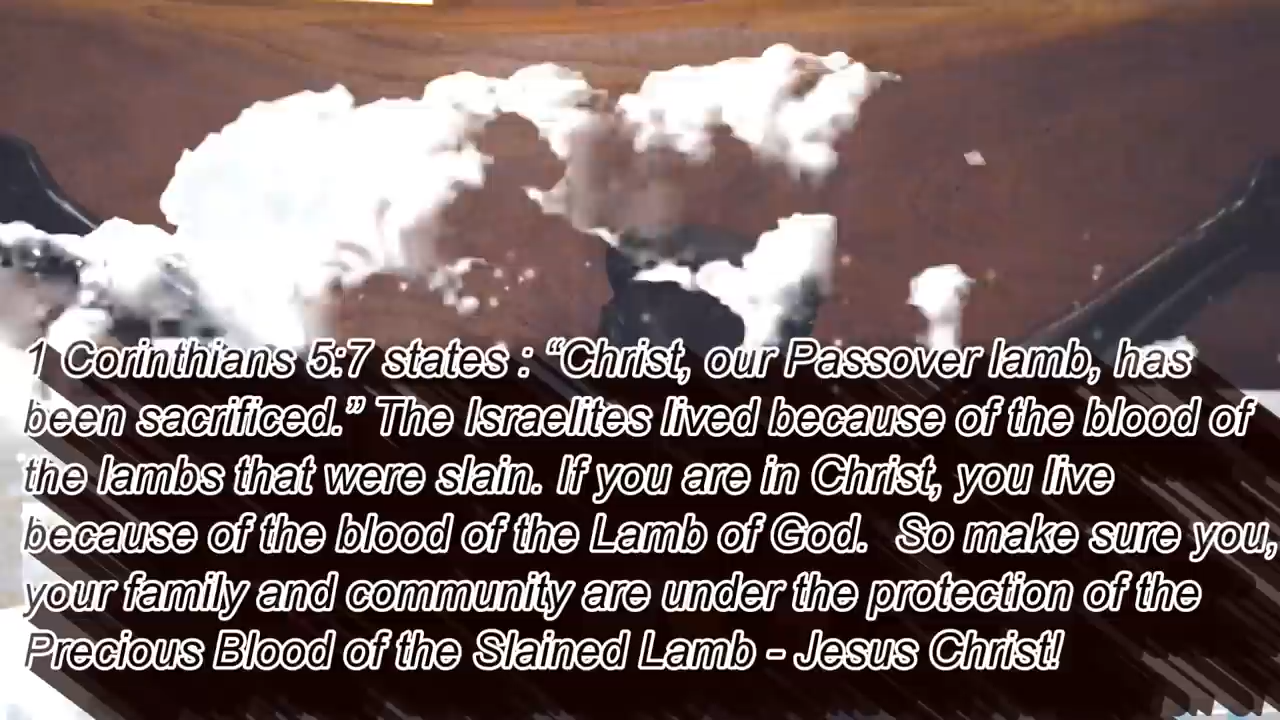 1 Corinthians 5:7 states : “Christ, our Passover lamb, has
been sacrificed.” The Israelites lived because of the blood of
the lambs that were slain. If you are in Christ, you live
because of the blood of the Lamb of God.  So make sure you,
your family and community are under the protection of the
Precious Blood of the Slained Lamb - Jesus Christ!